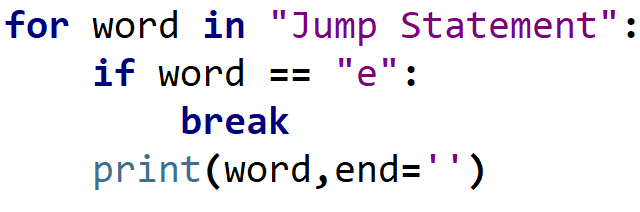 for word in "Jump Statement":
    if word == "e":
        break
    print(word,end='')